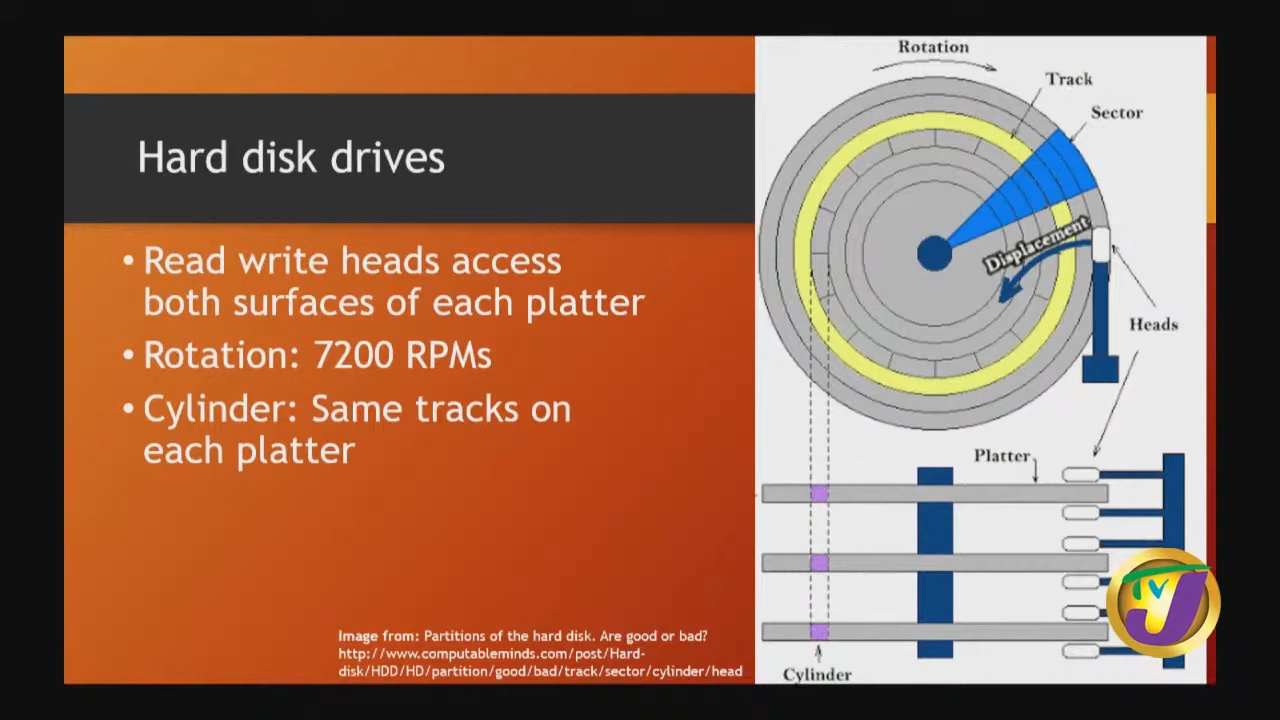 Hard disk drives
• Read write heads access
both surfaces of each platter
• Rotation: 7200 RPMs
• Cylinder: Same tracks on
each platter
Image from: Partitions of the hard disk. Are good or bad?
http://www.computableminds.com/post/Hard-
disk/HDD/HD/partition/good/bad/track/sector/cylinder/head
Rotation
Track
Sector
Displacement
Heads
Platter
Cylinder
TVJ